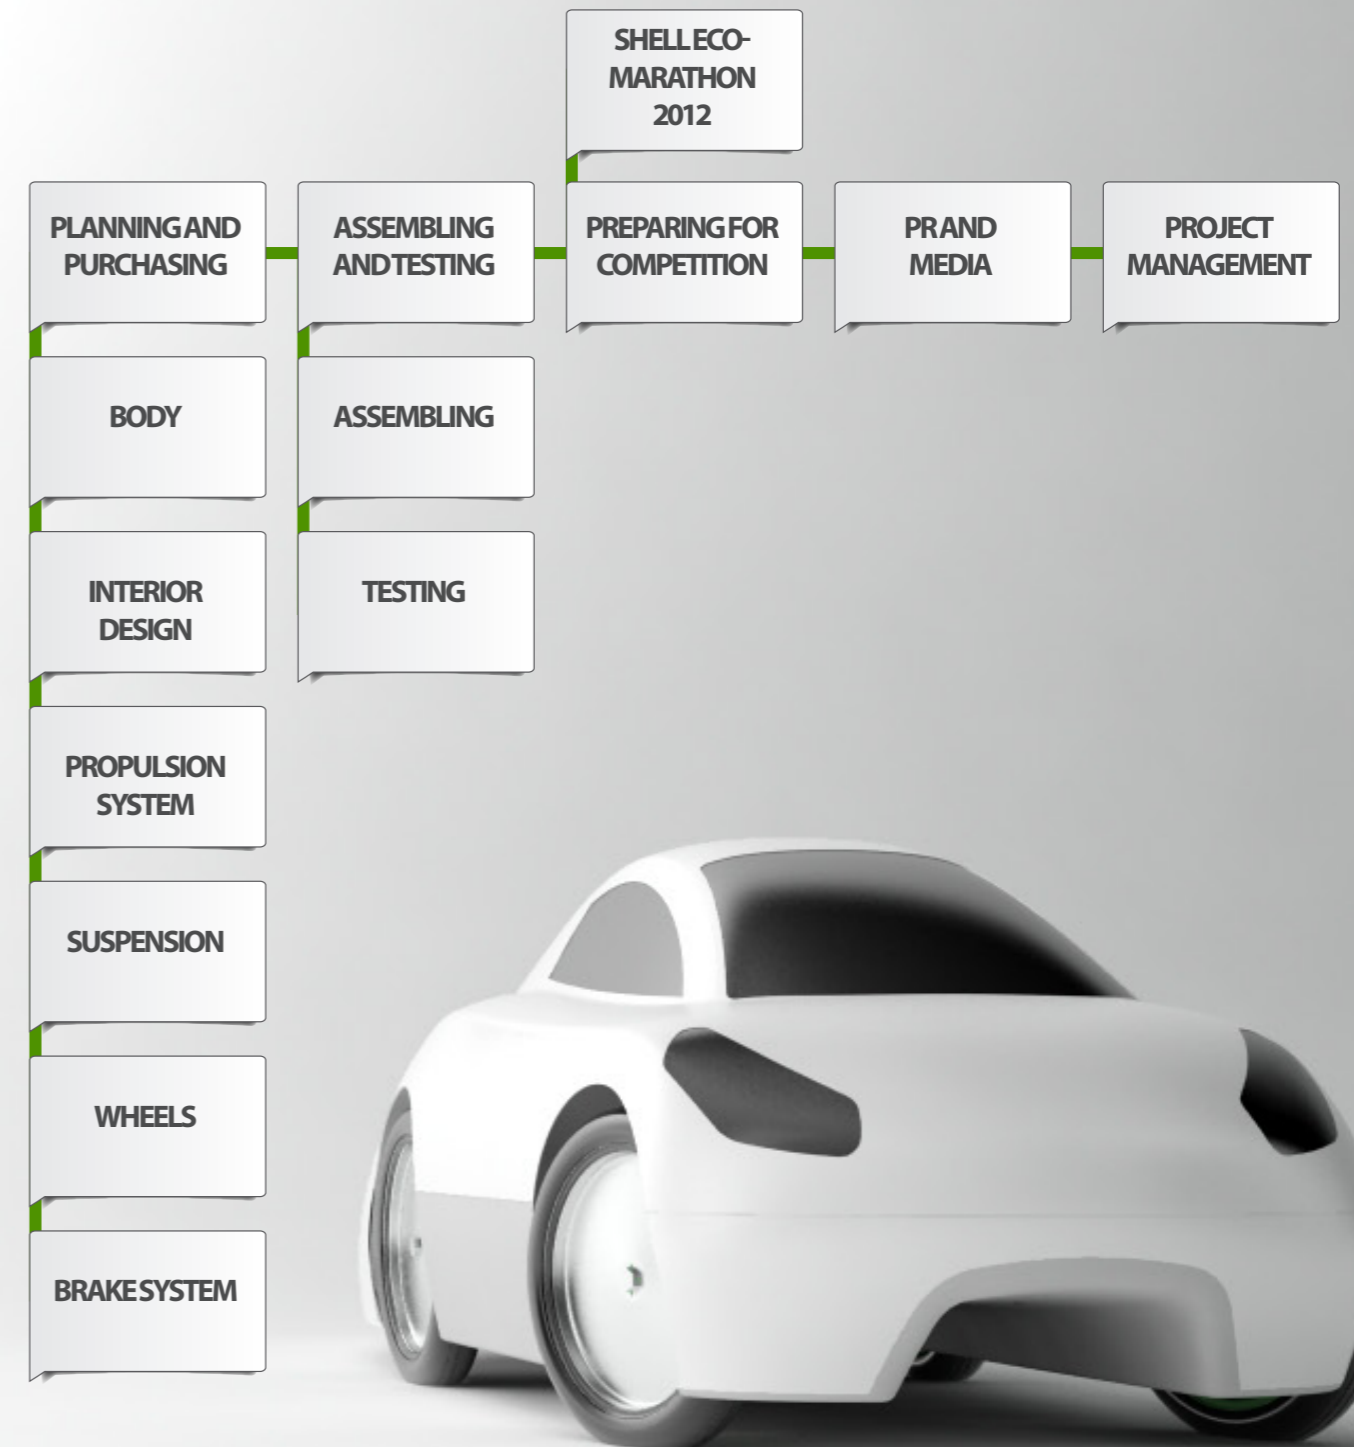 SHELL ECO-
MARATHON
2012
PLANNING AND
PURCHASING
ASSEMBLING
AND TESTING
PREPARING FOR
COMPETITION
PR AND
MEDIA
PROJECT
MANAGEMENT
BODY
ASSEMBLING
INTERIOR
DESIGN
TESTING
PROPULSION
SYSTEM
SUSPENSION
WHEELS
BRAKE SYSTEM